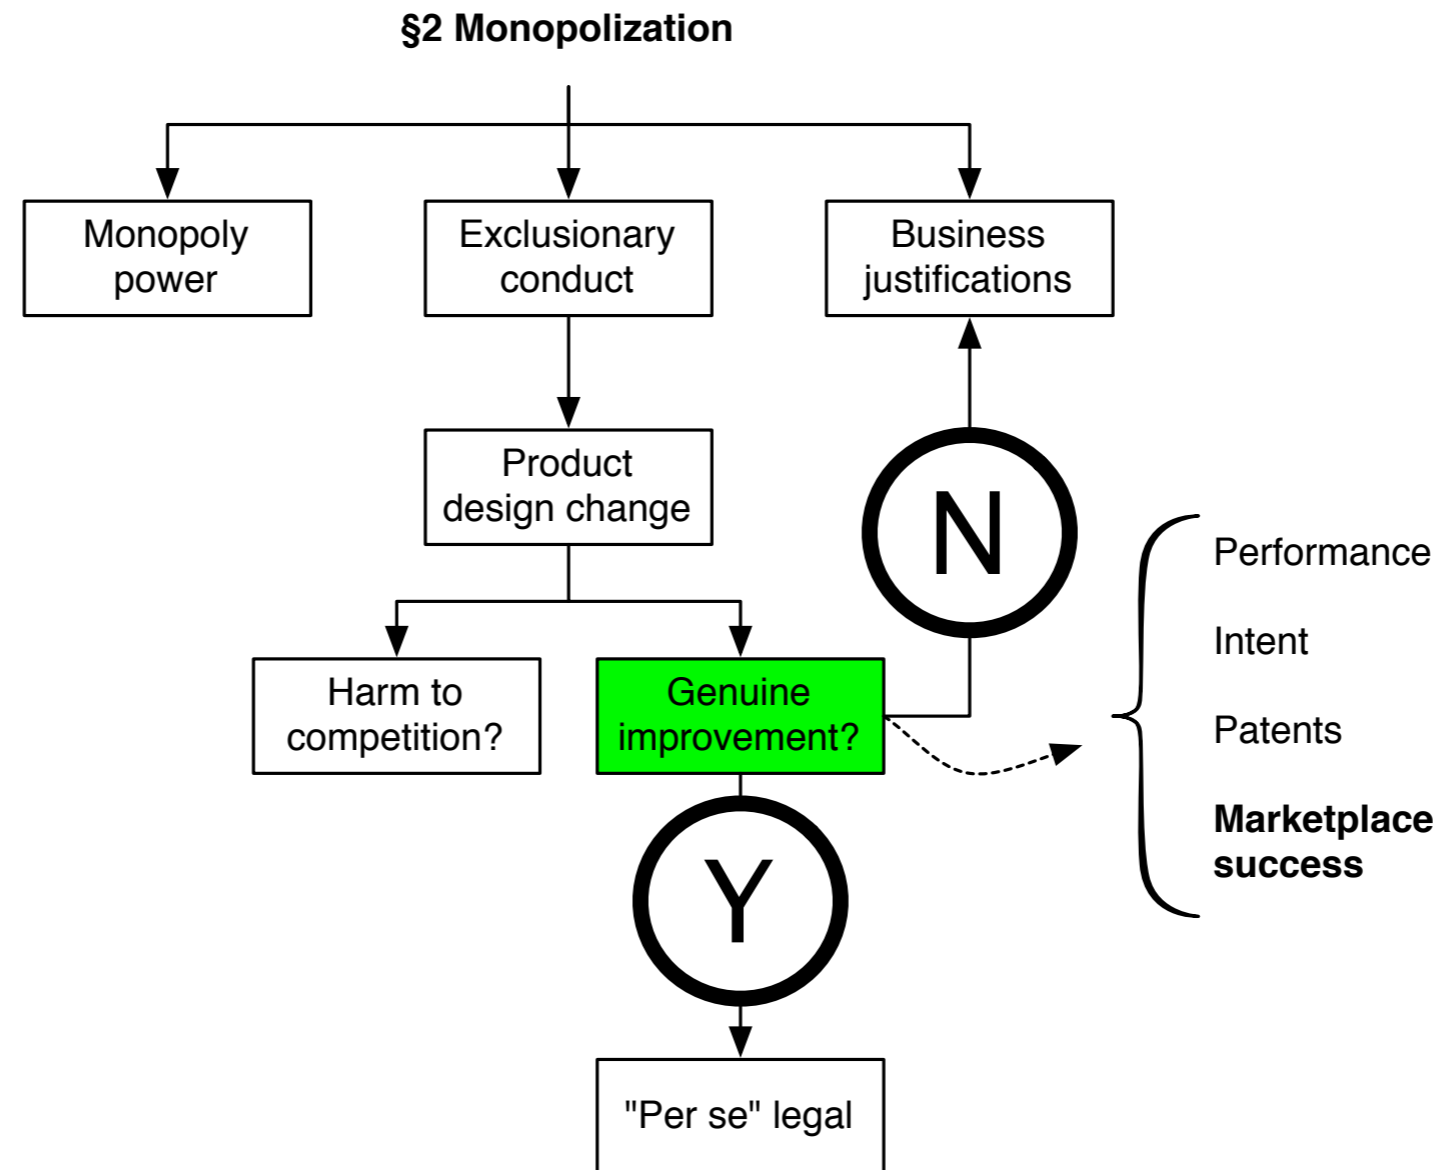 §2 Monopolization
Monopoly
power
Exclusionary
conduct
Business
justifications
Product
design change
N
Harm to
competition?
Genuine
improvement?
Performance
Intent
Patents
Marketplace
success
Y
"Per se" legal